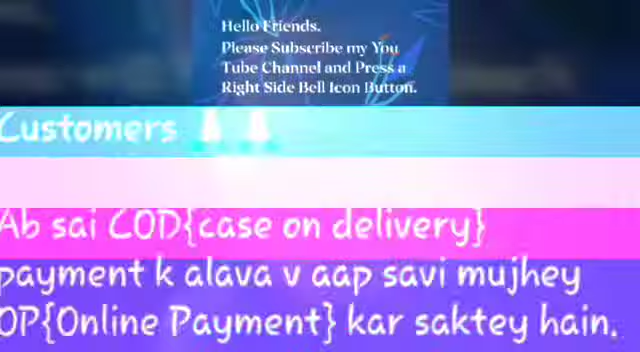 Hello Friends.
Please Subscribe my You
Tube Channel and Press a
Right Side Bell Icon Button.
Customers
Ab sai COD{case on delivery}
payment k alava v aap savi mujhey
OP{Online Payment} kar saktey hain.